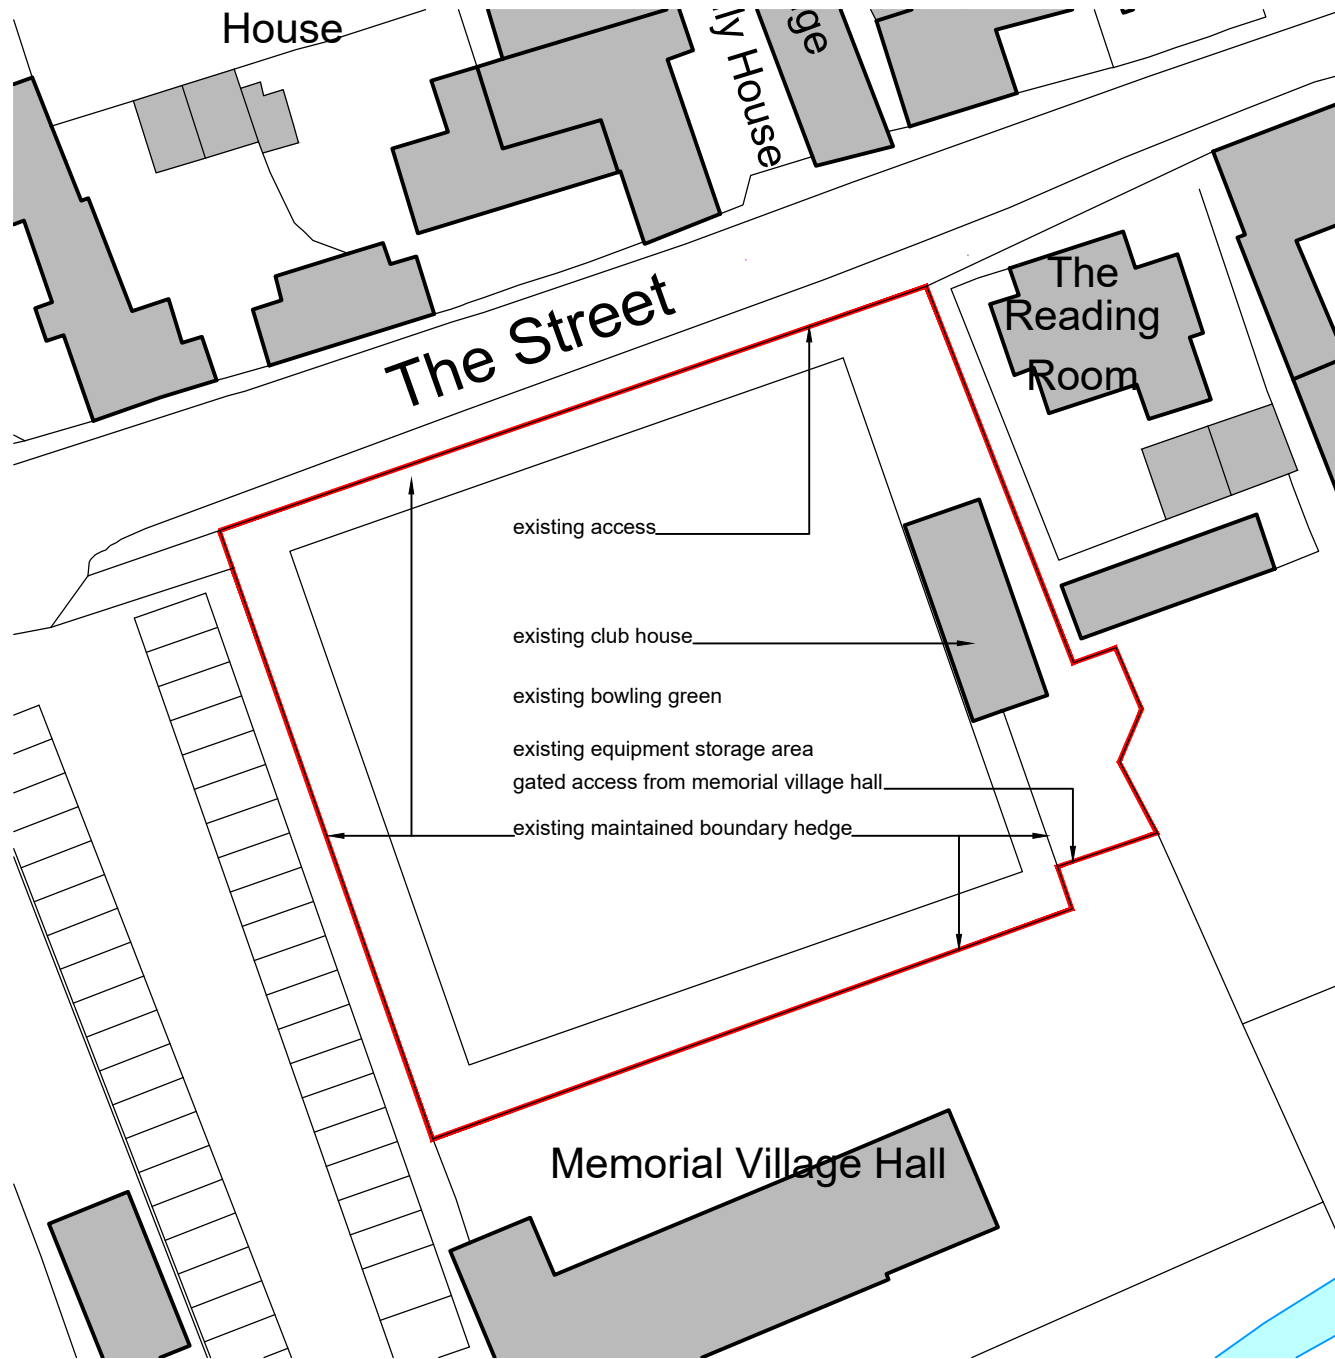 House
House
The Street
The
Reading
Room
existing access
existing club house
existing bowling green
existing equipment storage area
gated access from memorial village hall
existing maintained boundary hedge
Memorial Village Hall